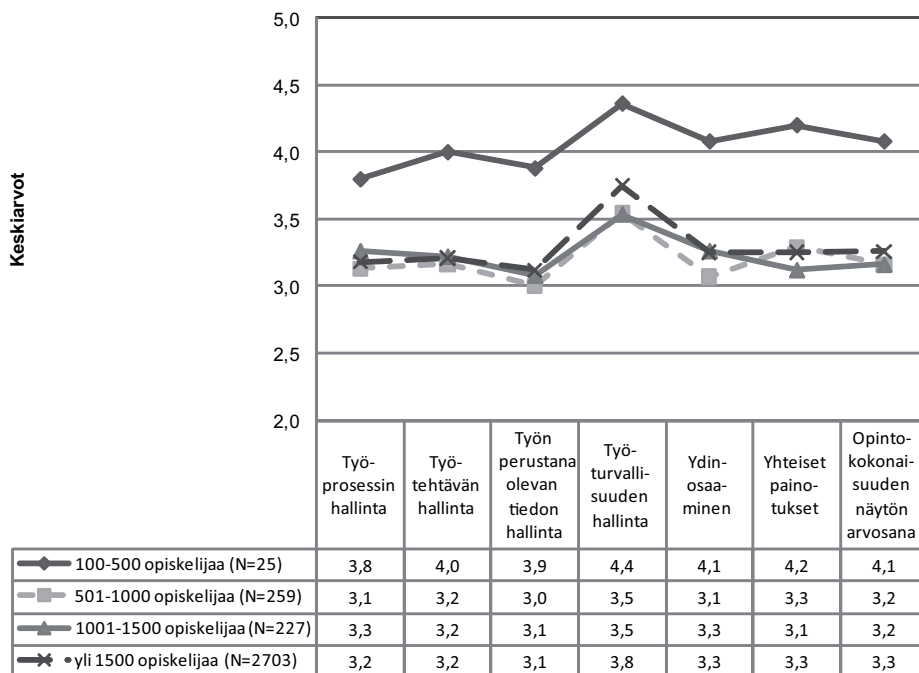 5,0
4,5
4,0
3,5
3,0
2,5
2,0
Keskiarvot
Työ-
prosessin
hallinta
Työ-
tehtävän
hallinta
Työn
perustana
olevan
tiedon
hallinta
Työ-
turvalli-
suuden
hallinta
Ydin-
osaa-
minen
Yhteiset
paino-
tukset
Opinto-
kokonai-
suuden
näytön
arvosana
100-500 opiskelijaa (N=25) 3,8 4,0 3,9 4,4 4,1 4,2 4,1
501-1000 opiskelijaa (N=259) 3,1 3,2 3,0 3,5 3,1 3,3 3,2
1001-1500 opiskelijaa (N=227) 3,3 3,2 3,1 3,5 3,3 3,1 3,2
yli 1500 opiskelijaa (N=2703) 3,2 3,2 3,1 3,8 3,3 3,3 3,3